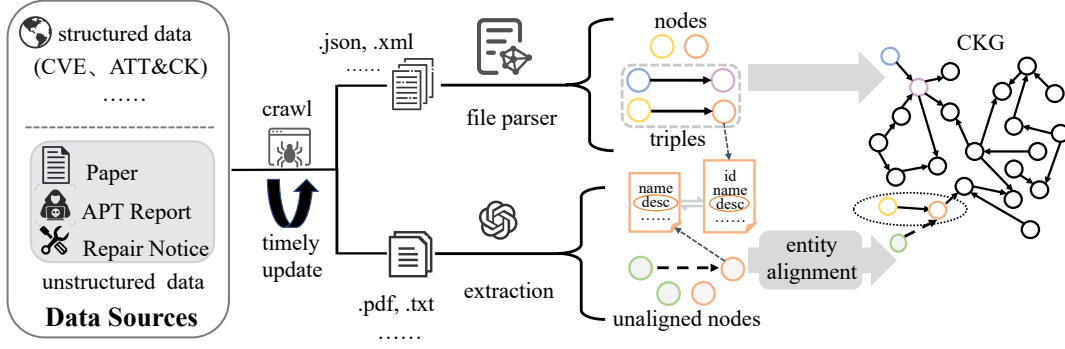 structured data
(CVE、ATT&CK)
……
Paper
APT Report
Repair Notice
unstructured data
Data Sources
crawl
timely
update
.json, .xml
……
file parser
.pdf, .txt
……
extraction
nodes
triples
name
desc
……
id
name
desc
……
unaligned nodes
entity
alignment
CKG